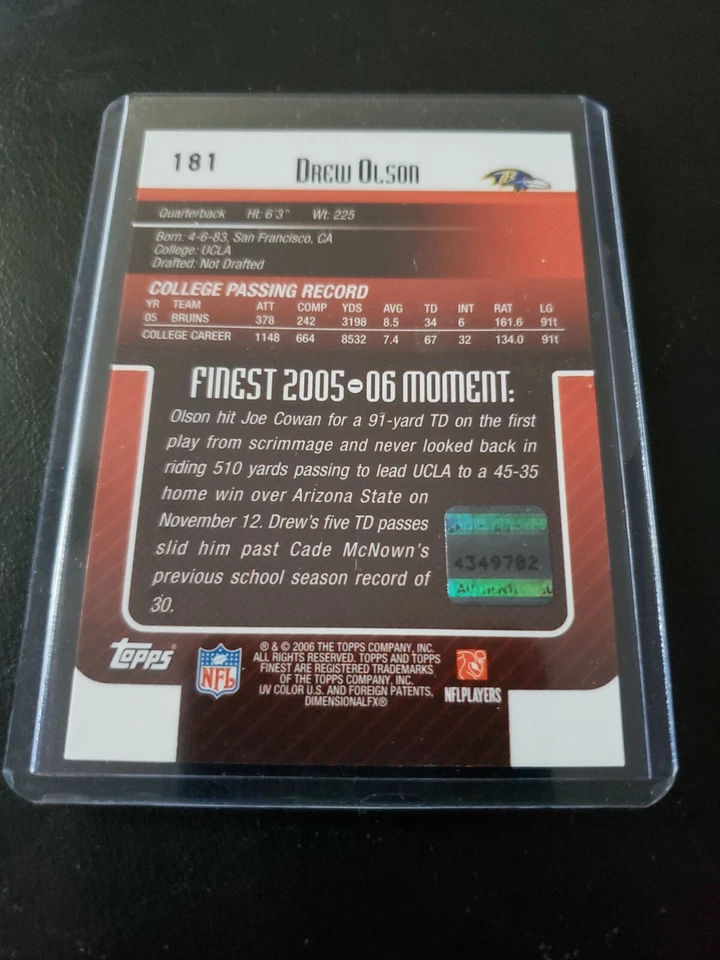 181 DREW OLSON
Quarterback Ht: 6'3" Wt: 225
Born: 4-6-83, San Francisco, CA
College: UCLA
Drafted: Not Drafted
COLLEGE PASSING RECORD
YR TEAM ATT COMP YDS AVG TD INT RAT LG
05 BRUINS 378 242 3198 8.5 34 6 161.6 91t
COLLEGE CAREER 1148 664 8532 7.4 67 32 134.0 91t
FINEST 2005-06 MOMENT:
Olson hit Joe Cowan for a 91-yard TD on the first
play from scrimmage and never looked back in
riding 510 yards passing to lead UCLA to a 45-35
home win over Arizona State on
November 12. Drew's five TD passes
slid him past Cade McNown's
previous school season record of
30.
4349782
topps
NFL
® & © 2006 THE TOPPS COMPANY, INC.
ALL RIGHTS RESERVED. TOPPS AND TOPPS
FINEST ARE REGISTERED TRADEMARKS
OF THE TOPPS COMPANY, INC.
UV COLOR U.S. AND FOREIGN PATENTS,
DIMENSIONALFX®
NFLPLAYERS